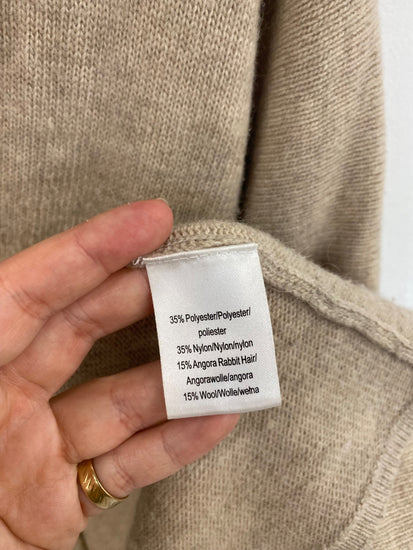 35% Polyester/Polyester/
poliester
35% Nylon/Nylon/nylon
15% Angora Rabbit Hair/
Angorawolle/angora
15% Wool/Wolle/wełna